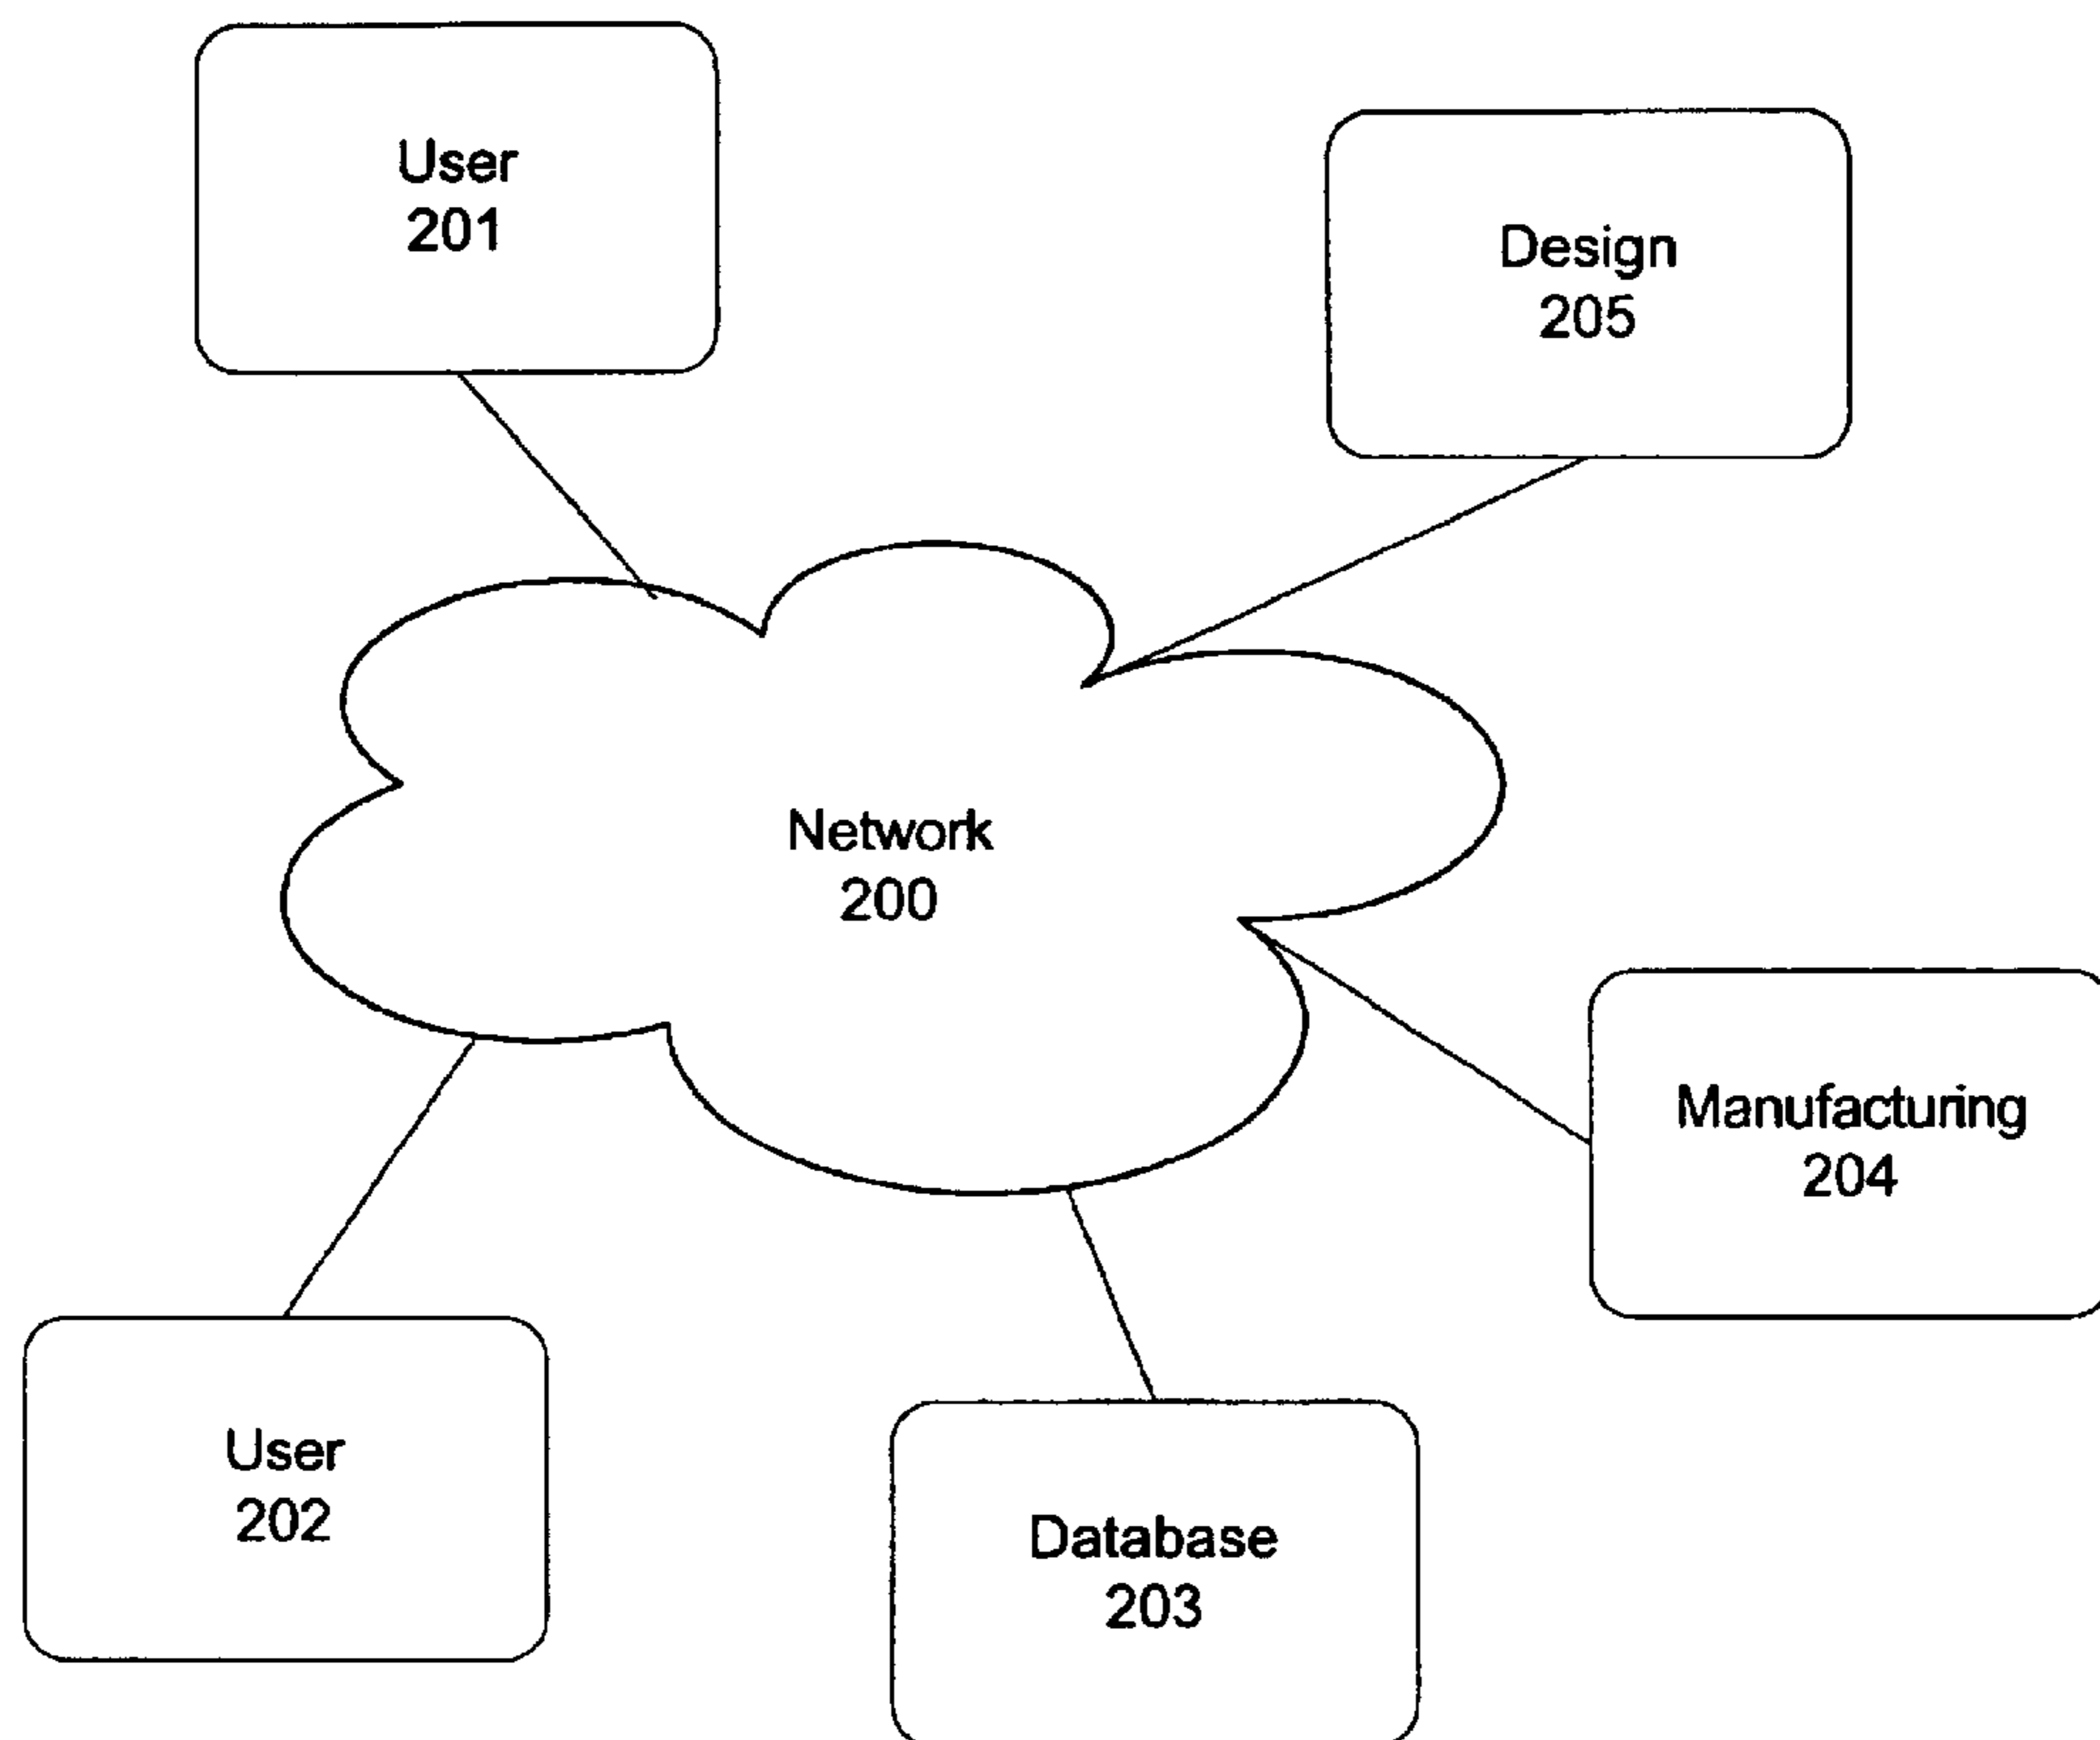 User
201
Design
205
Network
200
Manufacturing
204
User
202
Database
203